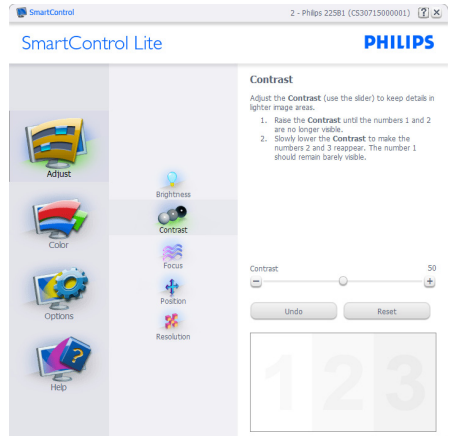 SmartControl
2 - Philips 225B1 (CS30715000001)
?
×
SmartControl Lite
PHILIPS
Adjust
Color
Options
?
Help
Brightness
Contrast
Focus
Position
Resolution
Contrast
Adjust the Contrast (use the slider) to keep details in
lighter image areas.
1. Raise the Contrast until the numbers 1 and 2
are no longer visible.
2. Slowly lower the Contrast to make the
numbers 2 and 3 reappear. The number 1
should remain barely visible.
Contrast 50
− +
Undo Reset
1 2 3